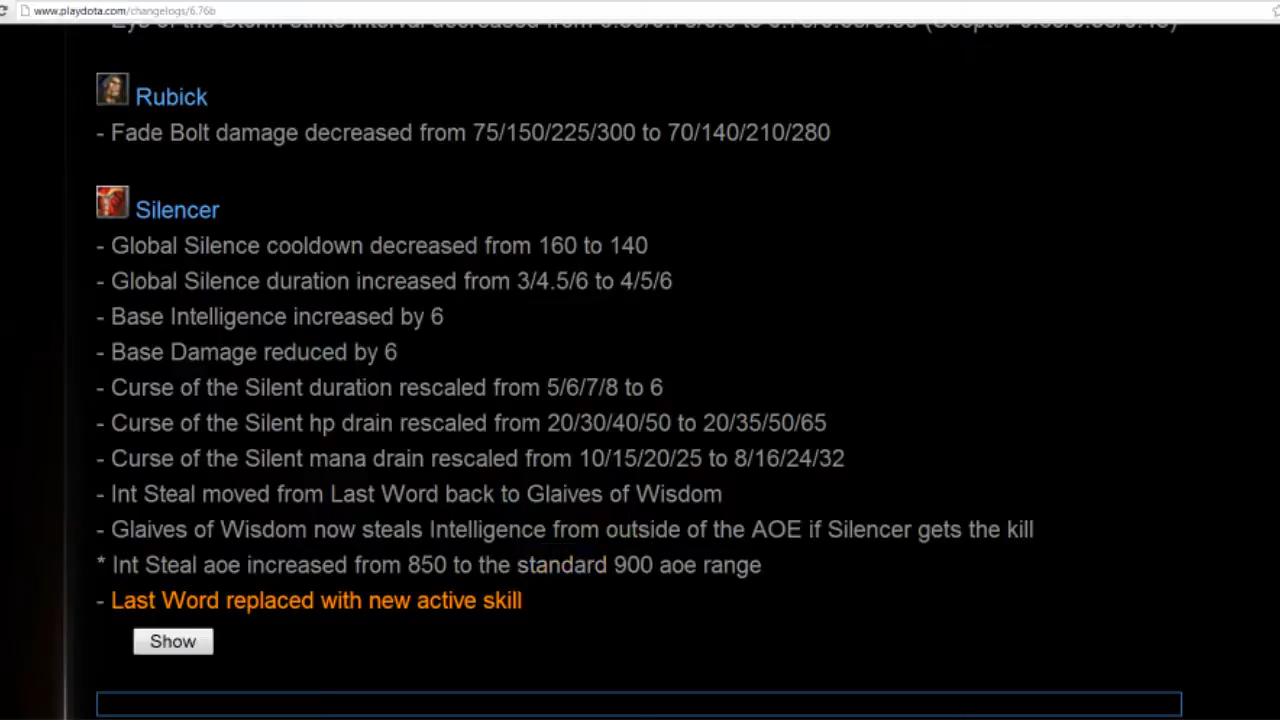 www.playdota.com/changelogs/6.76b
Rubick
- Fade Bolt damage decreased from 75/150/225/300 to 70/140/210/280
Silencer
- Global Silence cooldown decreased from 160 to 140
- Global Silence duration increased from 3/4.5/6 to 4/5/6
- Base Intelligence increased by 6
- Base Damage reduced by 6
- Curse of the Silent duration rescaled from 5/6/7/8 to 6
- Curse of the Silent hp drain rescaled from 20/30/40/50 to 20/35/50/65
- Curse of the Silent mana drain rescaled from 10/15/20/25 to 8/16/24/32
- Int Steal moved from Last Word back to Glaives of Wisdom
- Glaives of Wisdom now steals Intelligence from outside of the AOE if Silencer gets the kill
* Int Steal aoe increased from 850 to the standard 900 aoe range
- Last Word replaced with new active skill
Show